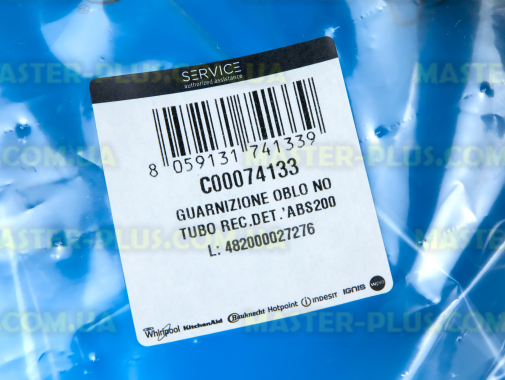 SERVICE
authorized assistance
8 059131 741339
C00074133
GUARNIZIONE OBLO NO
TUBO REC.DET.'ABS200
L: 482000027276
Whirlpool KitchenAid Bauknecht Hotpoint indesit IGNIS
MASTER-PLUS.COM.UA